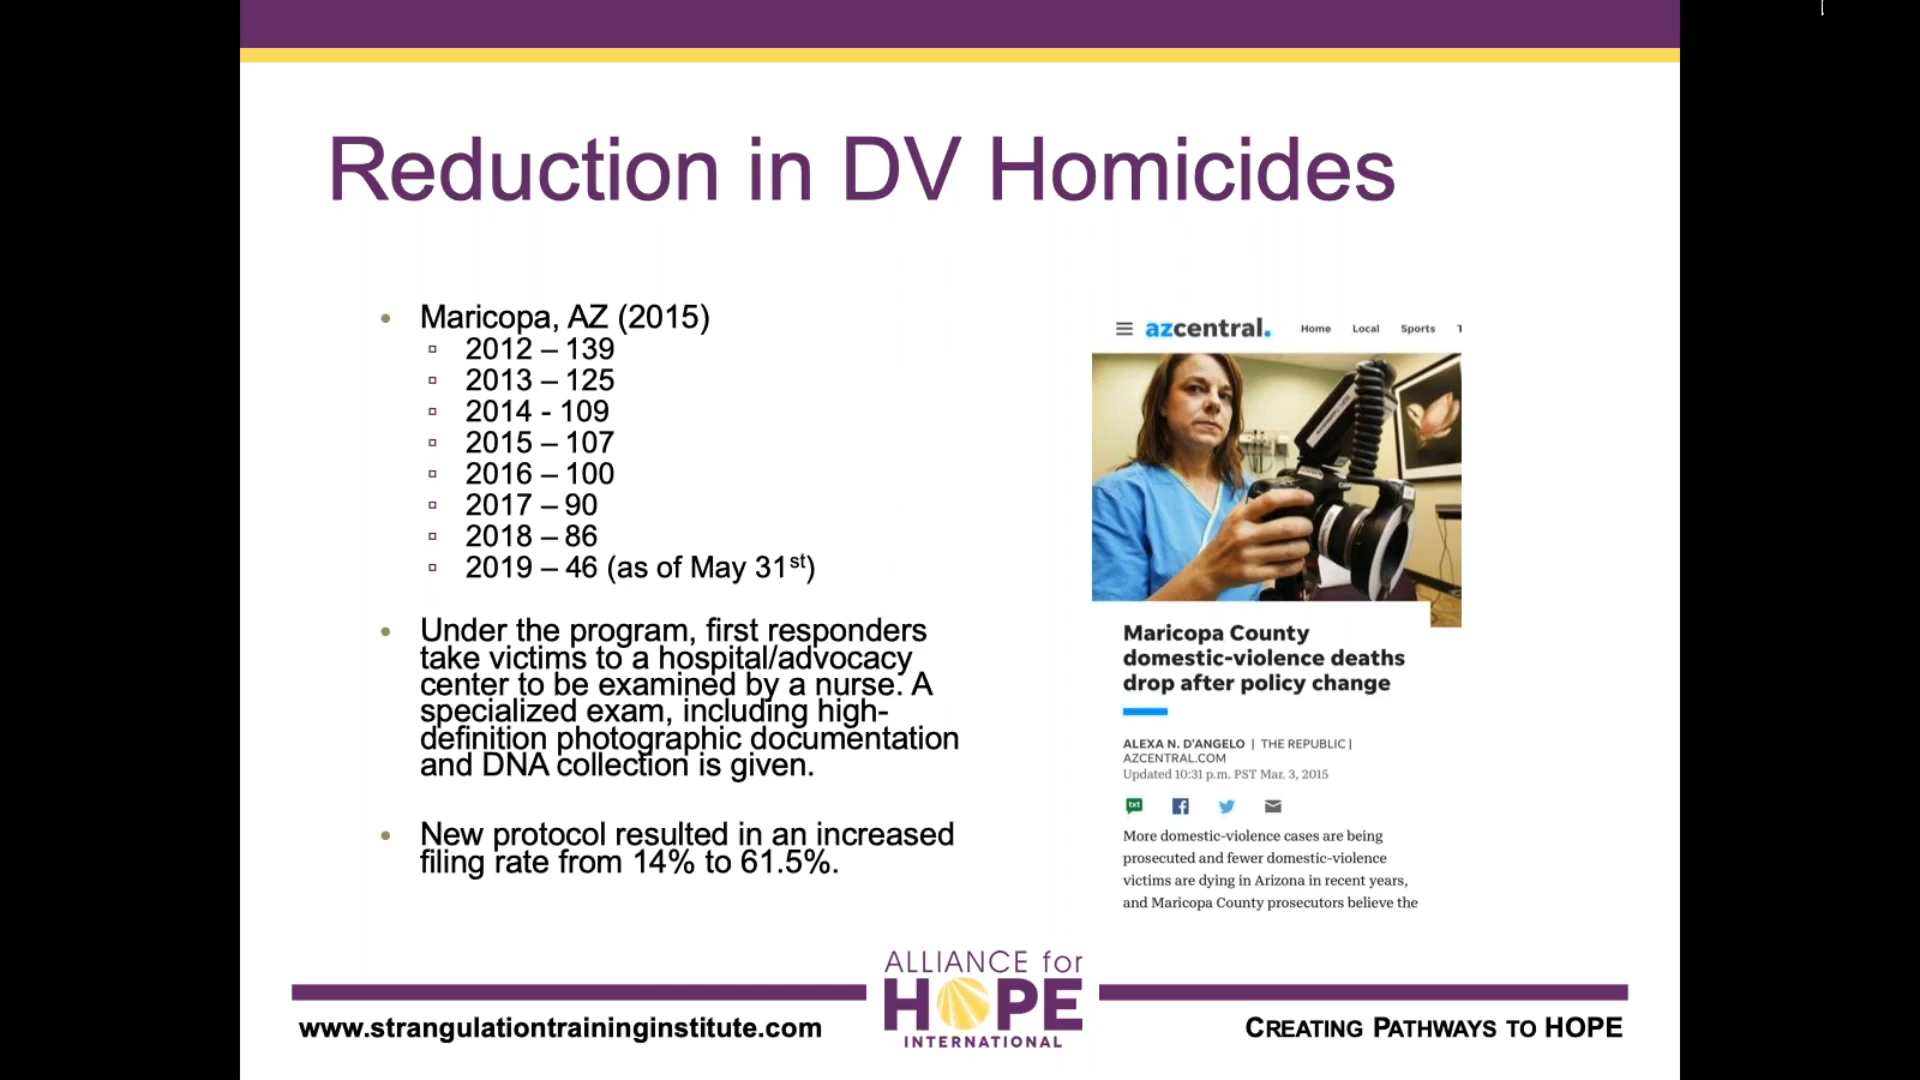 Reduction in DV Homicides
• Maricopa, AZ (2015)
▫ 2012 – 139
▫ 2013 – 125
▫ 2014 - 109
▫ 2015 – 107
▫ 2016 – 100
▫ 2017 – 90
▫ 2018 – 86
▫ 2019 – 46 (as of May 31st)
• Under the program, first responders
take victims to a hospital/advocacy
center to be examined by a nurse. A
specialized exam, including high-
definition photographic documentation
and DNA collection is given.
• New protocol resulted in an increased
filing rate from 14% to 61.5%.
azcentral. Home Local Sports
Maricopa County
domestic-violence deaths
drop after policy change
ALEXA N. D'ANGELO | THE REPUBLIC |
AZCENTRAL.COM
Updated 10:31 p.m. PST Mar. 3, 2015
txt
More domestic-violence cases are being
prosecuted and fewer domestic-violence
victims are dying in Arizona in recent years,
and Maricopa County prosecutors believe the
www.strangulationtraininginstitute.com
ALLIANCE for
HOPE
INTERNATIONAL
CREATING PATHWAYS TO HOPE